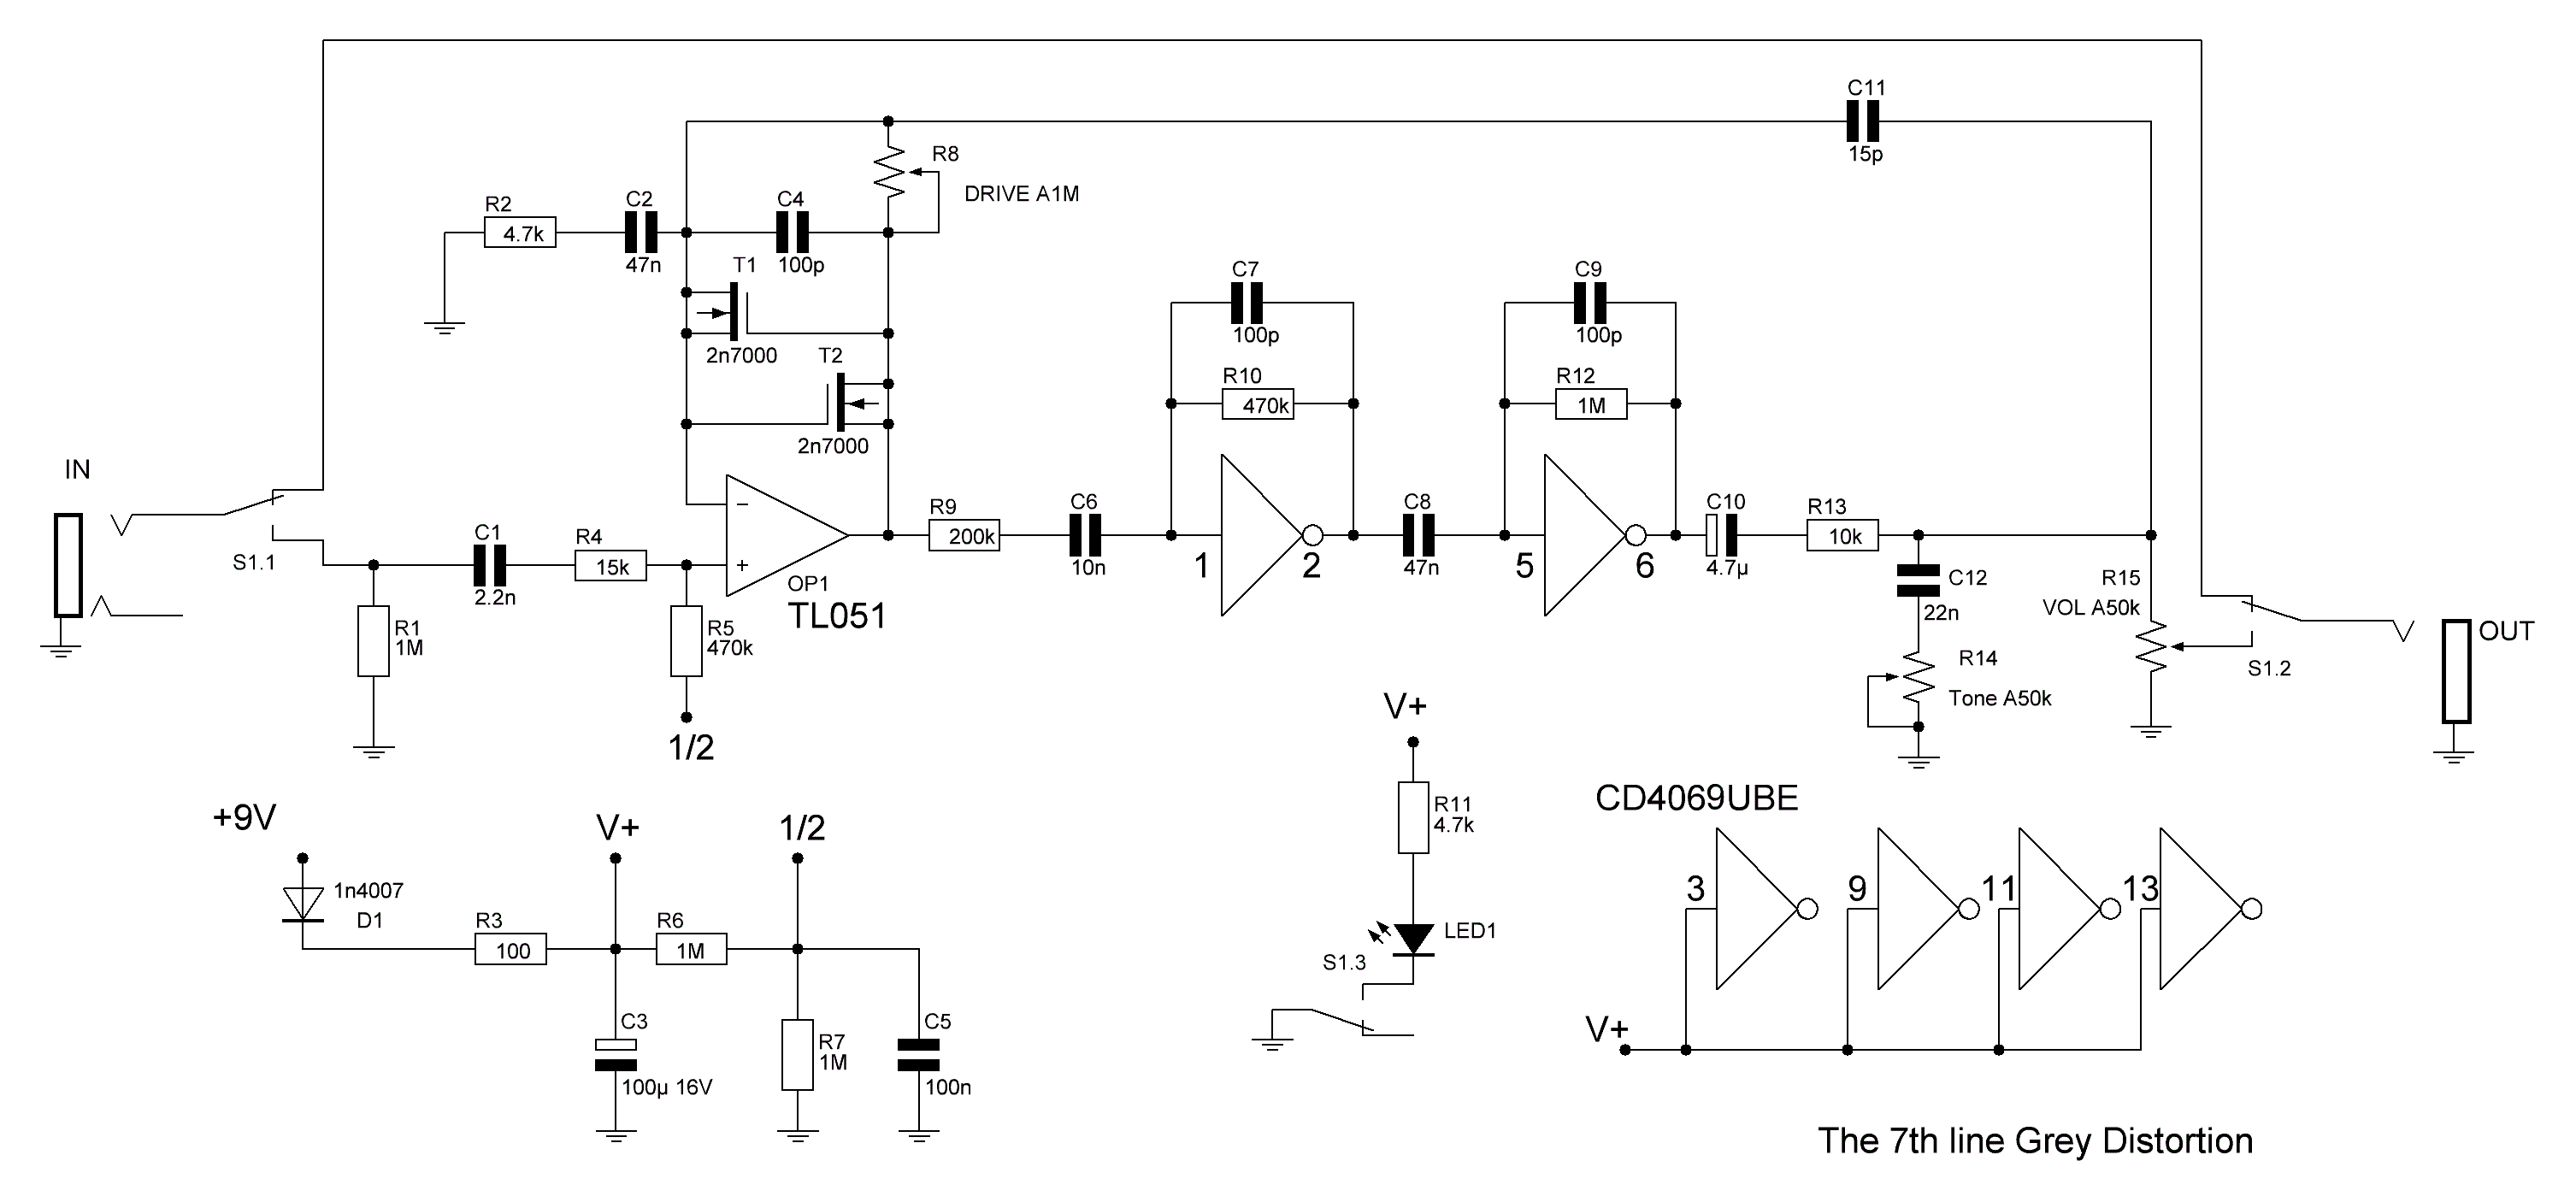 C11
15p
R8
DRIVE A1M
R2
4.7k
C2
47n
C4
100p
T1
2n7000
T2
2n7000
C7
100p
R10
470k
C9
100p
R12
1M
IN
S1.1
C1
2.2n
R4
15k
R1
1M
R5
470k
1/2
−
+
OP1
TL051
R9
200k
C6
10n
1
2
C8
47n
5
6
C10
4.7µ
R13
10k
C12
22n
R14
Tone A50k
R15
VOL A50k
S1.2
OUT
+9V
1n4007
D1
R3
100
V+
R6
1M
1/2
C3
100µ 16V
R7
1M
C5
100n
V+
R11
4.7k
LED1
S1.3
CD4069UBE
3
9
11
13
V+
The 7th line Grey Distortion